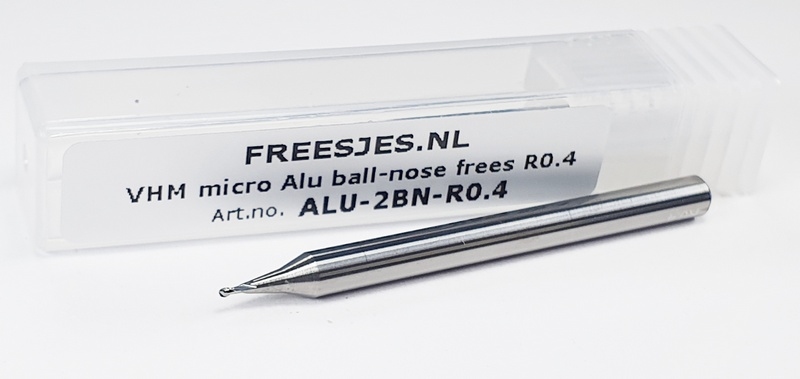 FREESJES.NL
VHM micro Alu ball-nose frees R0.4
Art.no. ALU-2BN-R0.4